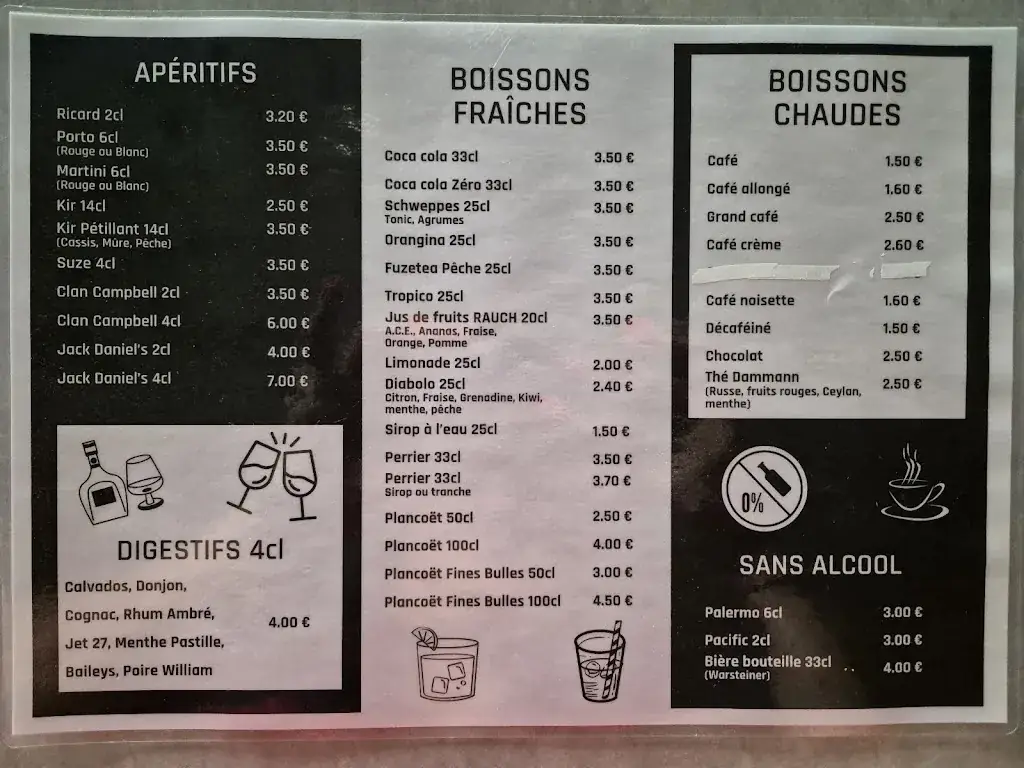 APÉRITIFS
Ricard 2cl 3.20 €
Porto 6cl 3.50 €
(Rouge ou Blanc)
Martini 6cl 3.50 €
(Rouge ou Blanc)
Kir 14cl 2.50 €
Kir Pétillant 14cl 3.50 €
(Cassis, Mûre, Pêche)
Suze 4cl 3.50 €
Clan Campbell 2cl 3.50 €
Clan Campbell 4cl 6.00 €
Jack Daniel's 2cl 4.00 €
Jack Daniel's 4cl 7.00 €
DIGESTIFS 4cl
Calvados, Donjon,
Cognac, Rhum Ambré, 4.00 €
Jet 27, Menthe Pastille,
Baileys, Poire William
BOISSONS
FRAÎCHES
Coca cola 33cl 3.50 €
Coca cola Zéro 33cl 3.50 €
Schweppes 25cl 3.50 €
Tonic, Agrumes
Orangina 25cl 3.50 €
Fuzetea Pêche 25cl 3.50 €
Tropico 25cl 3.50 €
Jus de fruits RAUCH 20cl 3.50 €
A.C.E., Ananas, Fraise,
Orange, Pomme
Limonade 25cl 2.00 €
Diabolo 25cl 2.40 €
Citron, Fraise, Grenadine, Kiwi,
menthe, pêche
Sirop à l'eau 25cl 1.50 €
Perrier 33cl 3.50 €
Perrier 33cl 3.70 €
Sirop ou tranche
Plancoët 50cl 2.50 €
Plancoët 100cl 4.00 €
Plancoët Fines Bulles 50cl 3.00 €
Plancoët Fines Bulles 100cl 4.50 €
BOISSONS
CHAUDES
Café 1.50 €
Café allongé 1.60 €
Grand café 2.50 €
Café crème 2.60 €
Café noisette 1.60 €
Décaféiné 1.50 €
Chocolat 2.50 €
Thé Dammann 2.50 €
(Russe, fruits rouges, Ceylan,
menthe)
0%
SANS ALCOOL
Palermo 6cl 3.00 €
Pacific 2cl 3.00 €
Bière bouteille 33cl .. 4.00 €
(Warsteiner)